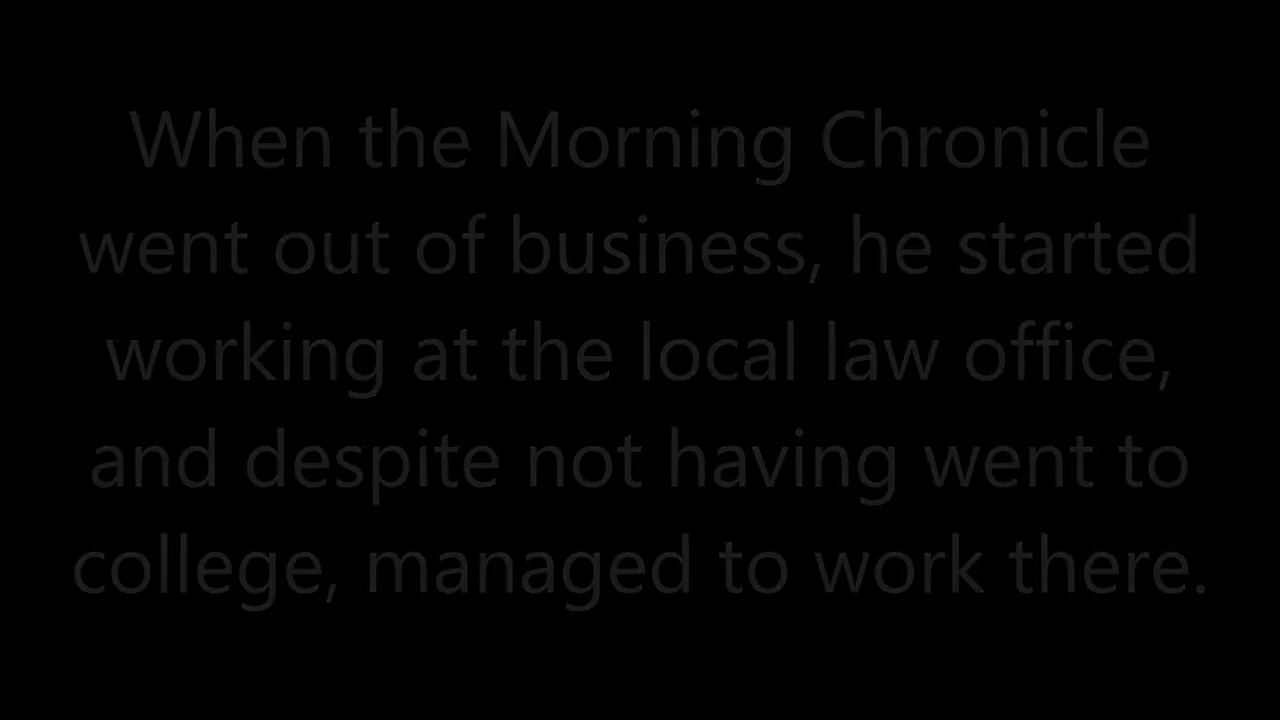 When the Morning Chronicle
went out of business, he started
working at the local law office,
and despite not having went to
college, managed to work there.